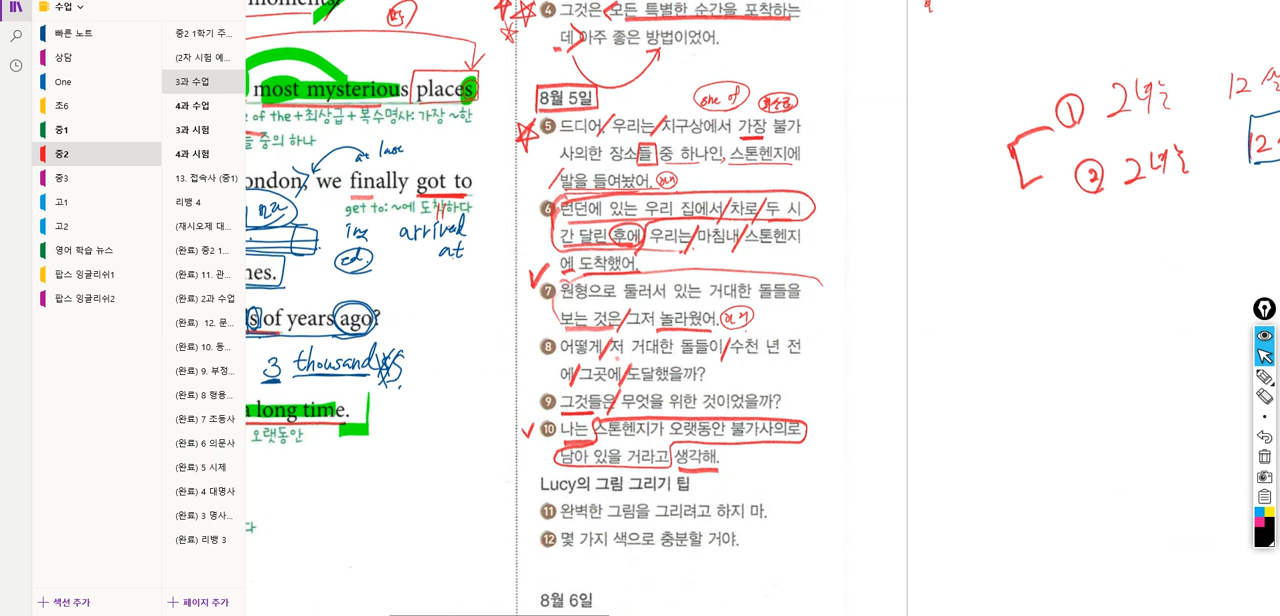 수업
빠른 노트
상담
One
초6
중1
중2
중3
고1
고2
영어 학습 뉴스
팝스 잉글리쉬1
팝스 잉글리쉬2
섹션 추가
중2 1학기 주...
(2차 시험 예...
3과 수업
4과 수업
3과 시험
4과 시험
13. 접속사 (중1)
리뱅 4
(재시오제 대...
(완료) 중2 1...
(완료) 11. 관...
(완료) 2과 수업
(완료) 12. 문...
(완료) 10. 동...
(완료) 9. 부정...
(완료) 8 형용...
(완료) 7 조동사
(완료) 6 의문사
(완료) 5 시제
(완료) 4 대명사
(완료) 3 명사...
(완료) 리뱅 3
페이지 추가
most mysterious places
of the + 최상급 + 복수명사: 가장 ~한
중의 하나
at last
ondon, we finally got to
get to: ~에 도착하다
ing
arrived
at
ed
nes.
s of years ago?
3 thousand
a long time.
오랫동안
다
④ 그것은 모든 특별한 순간을 포착하는
데 아주 좋은 방법이었어.
8월 5일
one of
최상급
⑤ 드디어, 우리는 지구상에서 가장 불가
사의한 장소들 중 하나인, 스톤헨지에
발을 들여놨어.
⑥ 런던에 있는 우리 집에서 차로 두 시
간 달린 후에 우리는 마침내 스톤헨지
에 도착했어.
⑦ 원형으로 둘러서 있는 거대한 돌들을
보는 것은 그저 놀라웠어.
⑧ 어떻게 저 거대한 돌들이 수천 년 전
에 그곳에 도달했을까?
⑨ 그것들은 무엇을 위한 것이었을까?
⑩ 나는 스톤헨지가 오랫동안 불가사의로
남아 있을 거라고 생각해.
Lucy의 그림 그리기 팁
⑪ 완벽한 그림을 그리려고 하지 마.
⑫ 몇 가지 색으로 충분할 거야.
8월 6일
① 2너는
② 2너는
12